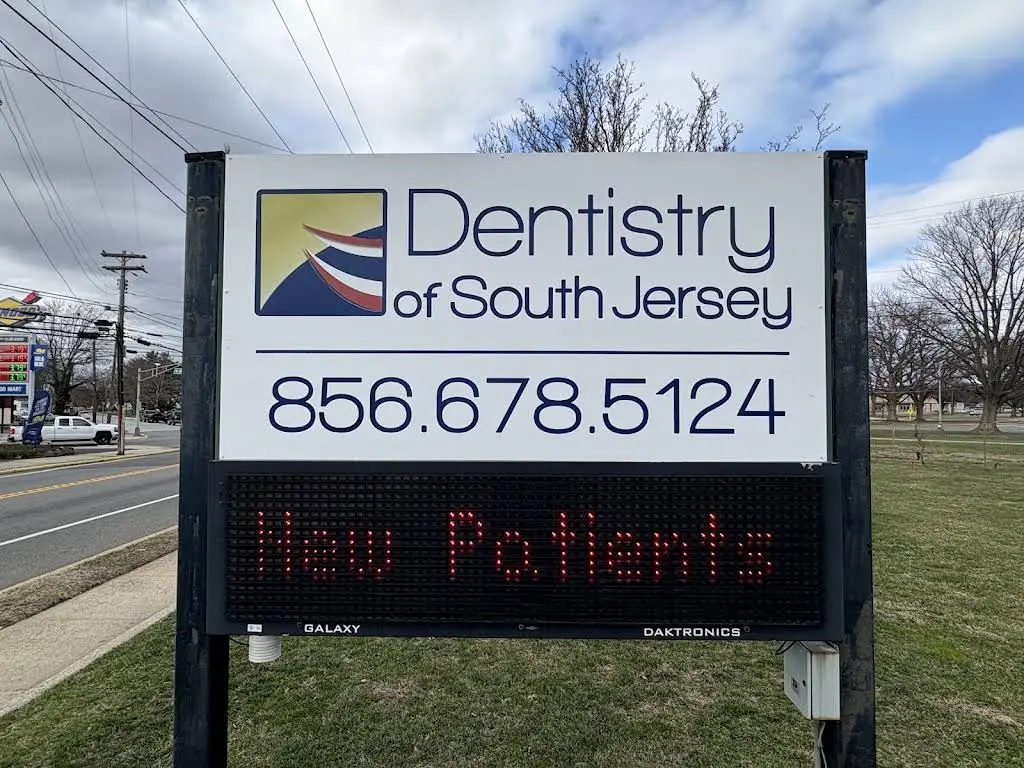 Dentistry
of South Jersey
856.678.5124
New Patients
GALAXY
DAKTRONICS